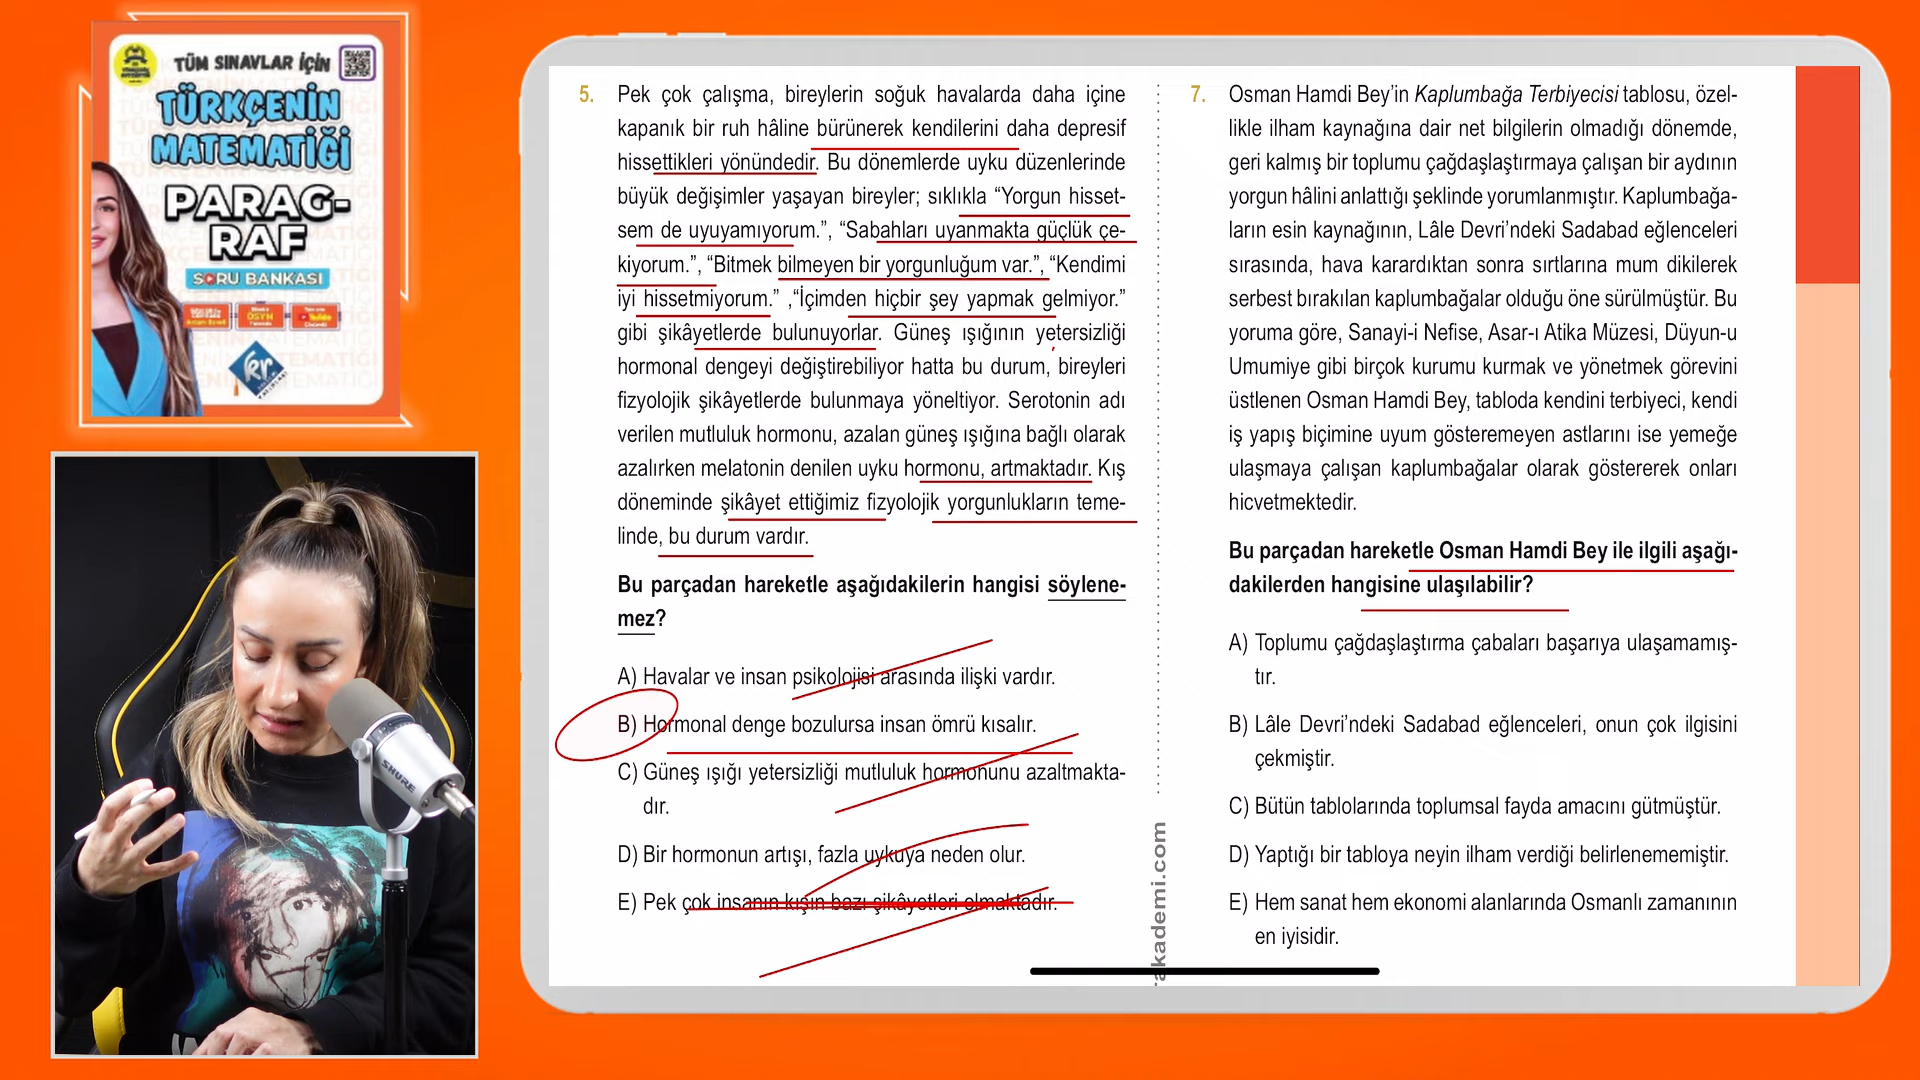 TÜM SINAVLAR İÇİN
TÜRKÇENİN
MATEMATİĞİ
PARAG-
RAF
SORU BANKASI
SHURE
5. Pek çok çalışma, bireylerin soğuk havalarda daha içine
kapanık bir ruh hâline bürünerek kendilerini daha depresif
hissettikleri yönündedir. Bu dönemlerde uyku düzenlerinde
büyük değişimler yaşayan bireyler; sıklıkla “Yorgun hisset-
sem de uyuyamıyorum.”, “Sabahları uyanmakta güçlük çe-
kiyorum.”, “Bitmek bilmeyen bir yorgunluğum var.”, “Kendimi
iyi hissetmiyorum.” ,“İçimden hiçbir şey yapmak gelmiyor.”
gibi şikâyetlerde bulunuyorlar. Güneş ışığının yetersizliği
hormonal dengeyi değiştirebiliyor hatta bu durum, bireyleri
fizyolojik şikâyetlerde bulunmaya yöneltiyor. Serotonin adı
verilen mutluluk hormonu, azalan güneş ışığına bağlı olarak
azalırken melatonin denilen uyku hormonu, artmaktadır. Kış
döneminde şikâyet ettiğimiz fizyolojik yorgunlukların teme-
linde, bu durum vardır.
Bu parçadan hareketle aşağıdakilerin hangisi söylene-
mez?
A) Havalar ve insan psikolojisi arasında ilişki vardır.
B) Hormonal denge bozulursa insan ömrü kısalır.
C) Güneş ışığı yetersizliği mutluluk hormonunu azaltmakta-
dır.
D) Bir hormonun artışı, fazla uykuya neden olur.
E) Pek çok insanın kışın bazı şikâyetleri olmaktadır.
akademi.com
7. Osman Hamdi Bey’in Kaplumbağa Terbiyecisi tablosu, özel-
likle ilham kaynağına dair net bilgilerin olmadığı dönemde,
geri kalmış bir toplumu çağdaşlaştırmaya çalışan bir aydının
yorgun hâlini anlattığı şeklinde yorumlanmıştır. Kaplumbağa-
ların esin kaynağının, Lâle Devri’ndeki Sadabad eğlenceleri
sırasında, hava karardıktan sonra sırtlarına mum dikilerek
serbest bırakılan kaplumbağalar olduğu öne sürülmüştür. Bu
yoruma göre, Sanayi-i Nefise, Asar-ı Atika Müzesi, Düyun-u
Umumiye gibi birçok kurumu kurmak ve yönetmek görevini
üstlenen Osman Hamdi Bey, tabloda kendini terbiyeci, kendi
iş yapış biçimine uyum gösteremeyen astlarını ise yemeğe
ulaşmaya çalışan kaplumbağalar olarak göstererek onları
hicvetmektedir.
Bu parçadan hareketle Osman Hamdi Bey ile ilgili aşağı-
dakilerden hangisine ulaşılabilir?
A) Toplumu çağdaşlaştırma çabaları başarıya ulaşamamış-
tır.
B) Lâle Devri’ndeki Sadabad eğlenceleri, onun çok ilgisini
çekmiştir.
C) Bütün tablolarında toplumsal fayda amacını gütmüştür.
D) Yaptığı bir tabloya neyin ilham verdiği belirlenememiştir.
E) Hem sanat hem ekonomi alanlarında Osmanlı zamanının
en iyisidir.